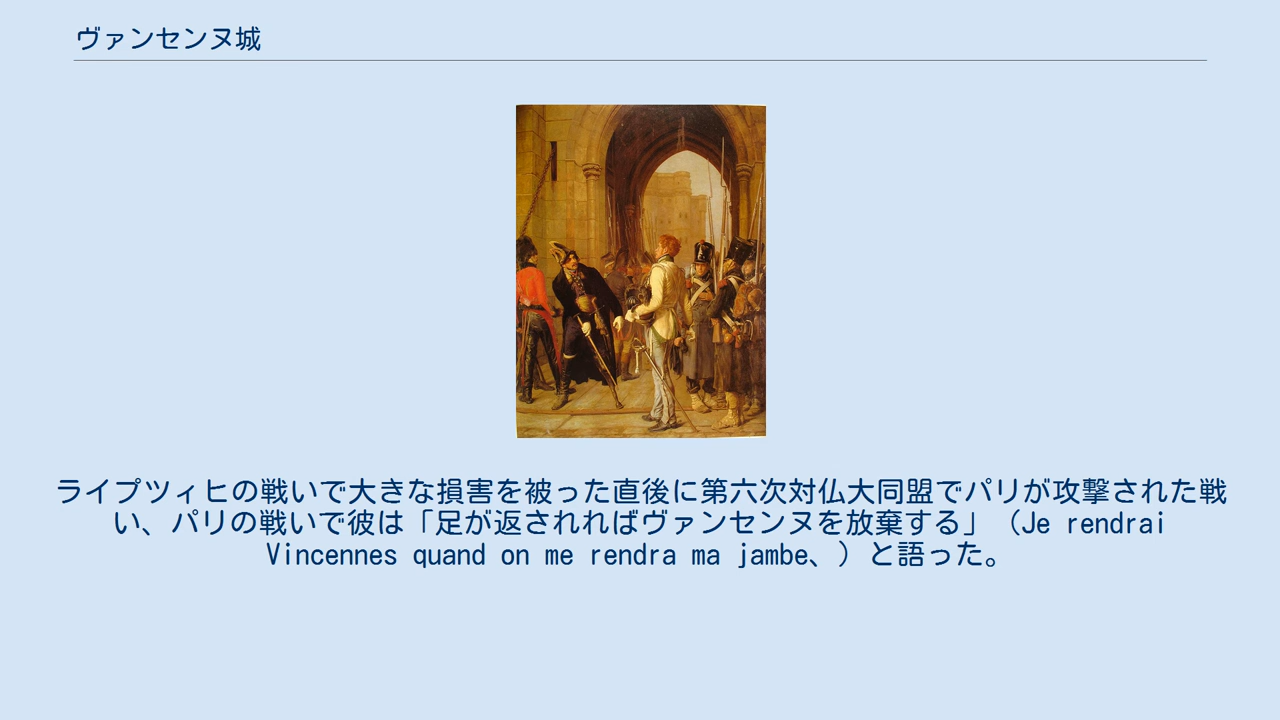 ヴァンセンヌ城
ライプツィヒの戦いで大きな損害を被った直後に第六次対仏大同盟でパリが攻撃された戦
い、パリの戦いで彼は「足が返されればヴァンセンヌを放棄する」（Je rendrai
Vincennes quand on me rendra ma jambe、）と語った。